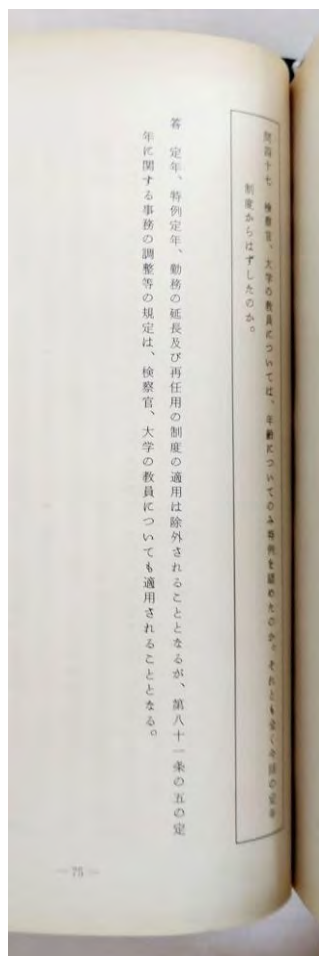 問四十七　検察官、大学の教員については、年齢についてのみ特例を認めたのか。それとも全く今回の定年
制度からはずしたのか。
答　定年、特例定年、勤務の延長及び再任用の制度の適用は除外されることとなるが、第八十一条の五の定
年に関する事務の調整等の規定は、検察官、大学の教員についても適用されることとなる。
— 75 —